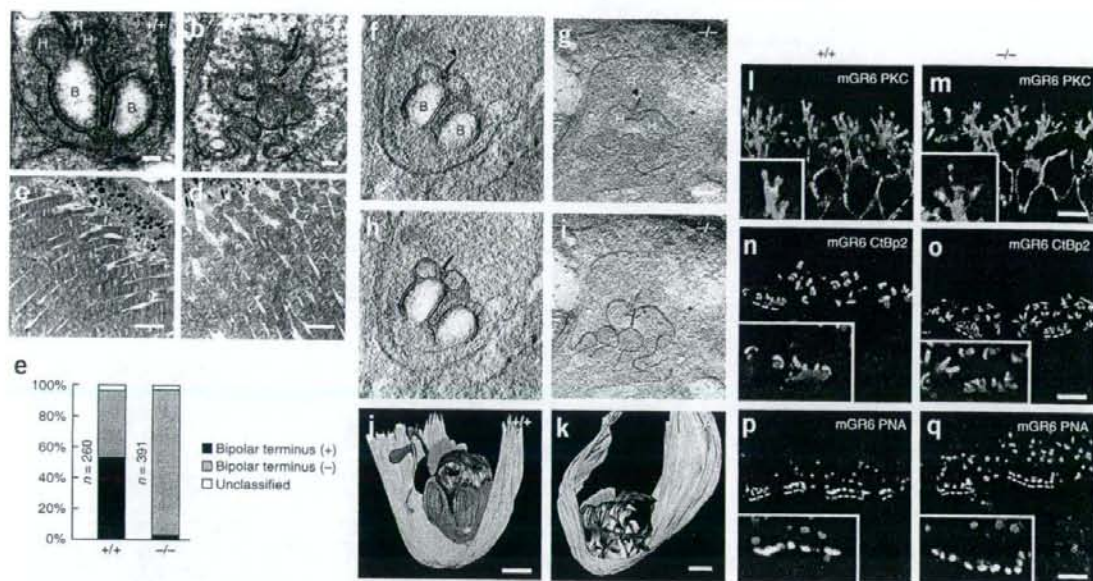 +/+
H
H
B
B
b
c
d
e
100%
80%
60%
40%
20%
0%
n = 260
n = 391
+/+
−/−
Bipolar terminus (+)
Bipolar terminus (−)
Unclassified
f
B
B
g
−/−
h
i
−/−
j
+/+
k
+/+
−/−
l
mGR6 PKC
m
mGR6 PKC
n
mGR6 CtBp2
o
mGR6 CtBp2
p
mGR6 PNA
q
mGR6 PNA